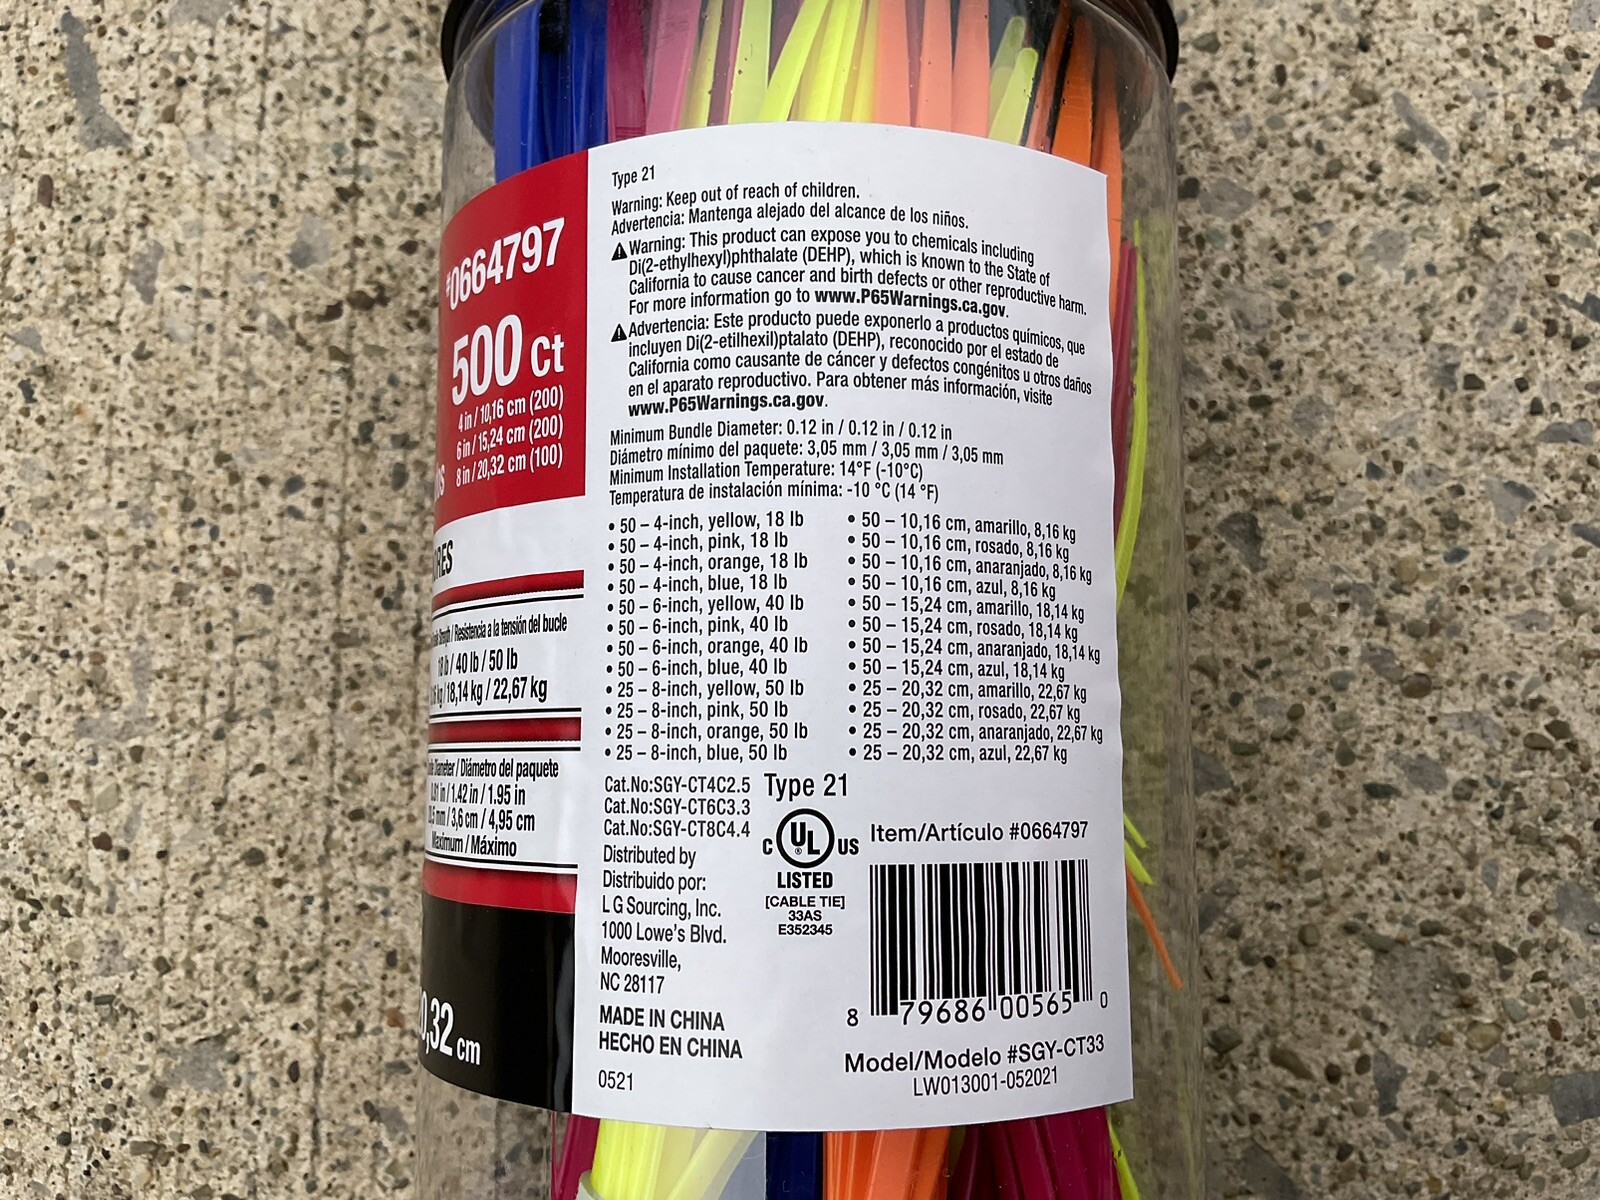 #0664797
500 Ct
4 in / 10,16 cm (200)
6 in / 15,24 cm (200)
8 in / 20,32 cm (100)
/ Resistencia a la tensión del bucle
18 lb / 40 lb / 50 lb
/ 18,14 kg / 22,67 kg
Diameter / Diámetro del paquete
0.81 in / 1.42 in / 1.95 in
mm / 3,6 cm / 4,95 cm
Maximum / Máximo
0,32 cm
Type 21
Warning: Keep out of reach of children.
Advertencia: Mantenga alejado del alcance de los niños.
⚠ Warning: This product can expose you to chemicals including
Di(2-ethylhexyl)phthalate (DEHP), which is known to the State of
California to cause cancer and birth defects or other reproductive harm.
For more information go to www.P65Warnings.ca.gov.
⚠ Advertencia: Este producto puede exponerlo a productos químicos, que
incluyen Di(2-etilhexil)ptalato (DEHP), reconocido por el estado de
California como causante de cáncer y defectos congénitos u otros daños
en el aparato reproductivo. Para obtener más información, visite
www.P65Warnings.ca.gov.
Minimum Bundle Diameter: 0.12 in / 0.12 in / 0.12 in
Diámetro mínimo del paquete: 3,05 mm / 3,05 mm / 3,05 mm
Minimum Installation Temperature: 14°F (-10°C)
Temperatura de instalación mínima: -10 °C (14 °F)
• 50 – 4-inch, yellow, 18 lb
• 50 – 4-inch, pink, 18 lb
• 50 – 4-inch, orange, 18 lb
• 50 – 4-inch, blue, 18 lb
• 50 – 6-inch, yellow, 40 lb
• 50 – 6-inch, pink, 40 lb
• 50 – 6-inch, orange, 40 lb
• 50 – 6-inch, blue, 40 lb
• 25 – 8-inch, yellow, 50 lb
• 25 – 8-inch, pink, 50 lb
• 25 – 8-inch, orange, 50 lb
• 25 – 8-inch, blue, 50 lb
• 50 – 10,16 cm, amarillo, 8,16 kg
• 50 – 10,16 cm, rosado, 8,16 kg
• 50 – 10,16 cm, anaranjado, 8,16 kg
• 50 – 10,16 cm, azul, 8,16 kg
• 50 – 15,24 cm, amarillo, 18,14 kg
• 50 – 15,24 cm, rosado, 18,14 kg
• 50 – 15,24 cm, anaranjado, 18,14 kg
• 50 – 15,24 cm, azul, 18,14 kg
• 25 – 20,32 cm, amarillo, 22,67 kg
• 25 – 20,32 cm, rosado, 22,67 kg
• 25 – 20,32 cm, anaranjado, 22,67 kg
• 25 – 20,32 cm, azul, 22,67 kg
Cat.No:SGY-CT4C2.5
Cat.No:SGY-CT6C3.3
Cat.No:SGY-CT8C4.4
Distributed by
Distribuido por:
L G Sourcing, Inc.
1000 Lowe's Blvd.
Mooresville,
NC 28117
MADE IN CHINA
HECHO EN CHINA
0521
Type 21
C UL ® US
LISTED
[CABLE TIE]
33AS
E352345
Item/Artículo #0664797
8 79686 00565 0
Model/Modelo #SGY-CT33
LW013001-052021